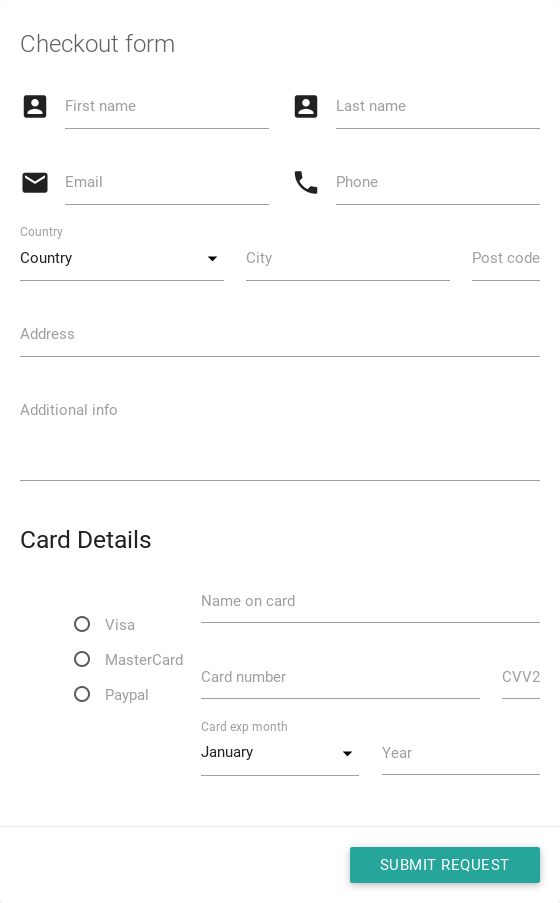 Checkout form
First name Last name
Email Phone
Country
Country City Post code
Address
Additional info
Card Details
Name on card
Visa
MasterCard
Card number CVV2
Paypal
Card exp month
January Year
SUBMIT REQUEST